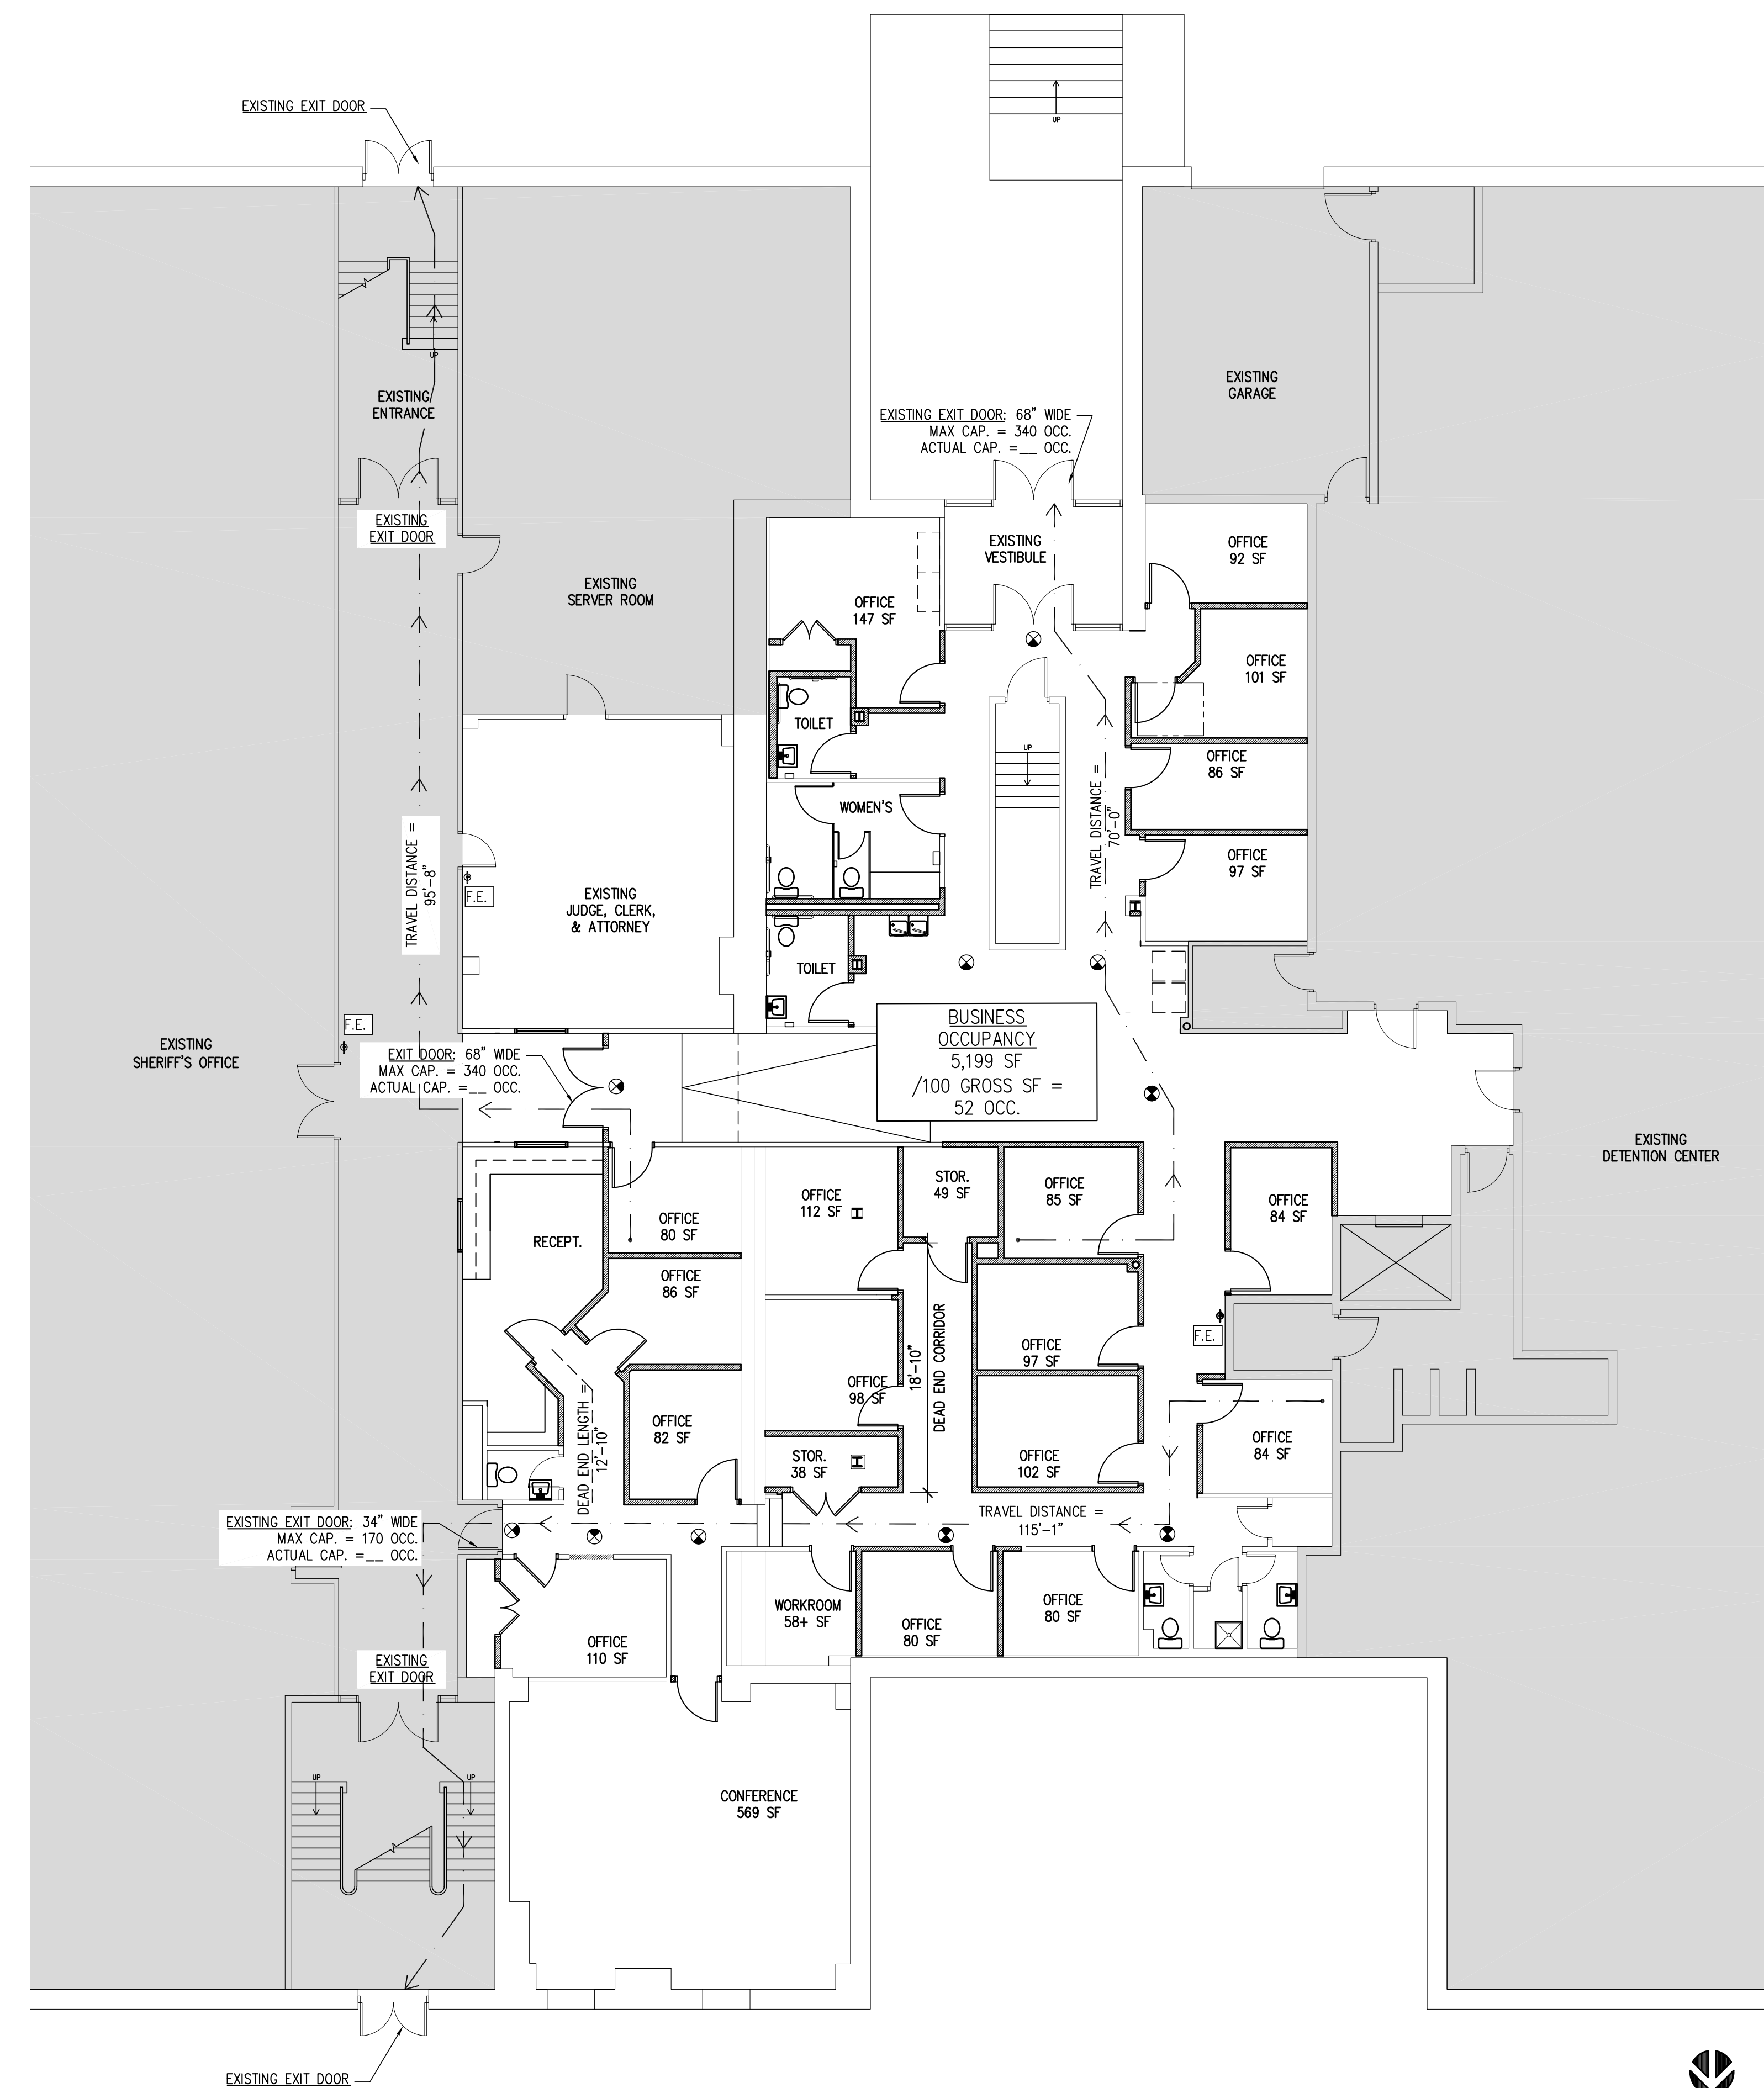 EXISTING EXIT DOOR
UP
UP
EXISTING
ENTRANCE
EXISTING
EXIT DOOR
EXISTING
SERVER ROOM
EXISTING EXIT DOOR: 68" WIDE
MAX CAP. = 340 OCC.
ACTUAL CAP. =__ OCC.
EXISTING
GARAGE
EXISTING
VESTIBULE
OFFICE
92 SF
OFFICE
147 SF
OFFICE
101 SF
TOILET
UP
OFFICE
86 SF
WOMEN'S
TRAVEL DISTANCE =
70'-0"
OFFICE
97 SF
TRAVEL DISTANCE =
95'-8"
F.E.
EXISTING
JUDGE, CLERK,
& ATTORNEY
TOILET
F.E.
EXISTING
SHERIFF'S OFFICE
EXIT DOOR: 68" WIDE
MAX CAP. = 340 OCC.
ACTUAL CAP. =__ OCC.
BUSINESS
OCCUPANCY
5,199 SF
/100 GROSS SF =
52 OCC.
EXISTING
DETENTION CENTER
RECEPT.
OFFICE
80 SF
OFFICE
112 SF
STOR.
49 SF
OFFICE
85 SF
OFFICE
84 SF
OFFICE
86 SF
18'-10"
DEAD END CORRIDOR
OFFICE
97 SF
F.E.
OFFICE
98 SF
DEAD END LENGTH =
12'-10"
OFFICE
82 SF
STOR.
38 SF
OFFICE
102 SF
OFFICE
84 SF
EXISTING EXIT DOOR: 34" WIDE
MAX CAP. = 170 OCC.
ACTUAL CAP. =__ OCC.
TRAVEL DISTANCE =
115'-1"
WORKROOM
58+ SF
OFFICE
80 SF
OFFICE
80 SF
OFFICE
110 SF
EXISTING
EXIT DOOR
UP
UP
CONFERENCE
569 SF
EXISTING EXIT DOOR